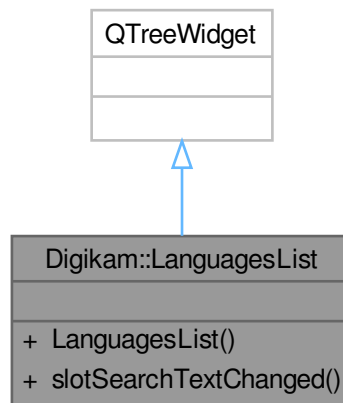 QTreeWidget
Digikam::LanguagesList
+ LanguagesList()
+ slotSearchTextChanged()